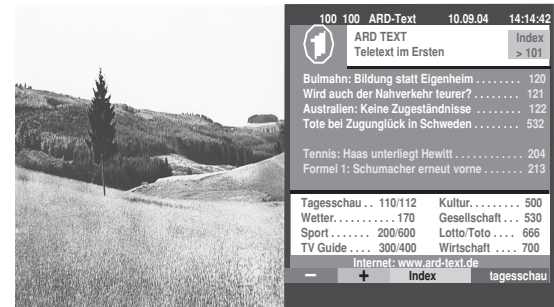 100 100 ARD-Text 10.09.04 14:14:42
1
ARD TEXT Index
Teletext im Ersten > 101
Bulmahn: Bildung statt Eigenheim . . . . . . . . 120
Wird auch der Nahverkehr teurer? . . . . . . . . 121
Australien: Keine Zugeständnisse . . . . . . . . 122
Tote bei Zugunglück in Schweden . . . . . . . . 532
Tennis: Haas unterliegt Hewitt . . . . . . . . . . . . 204
Formel 1: Schumacher erneut vorne . . . . . . . 213
Tagesschau . . 110/112 Kultur. . . . . . . . . 500
Wetter. . . . . . . . . . 170 Gesellschaft . . . 530
Sport . . . . . . 200/600 Lotto/Toto . . . . 666
TV Guide . . . . 300/400 Wirtschaft . . . . 700
Internet: www.ard-text.de
− + Index tagesschau